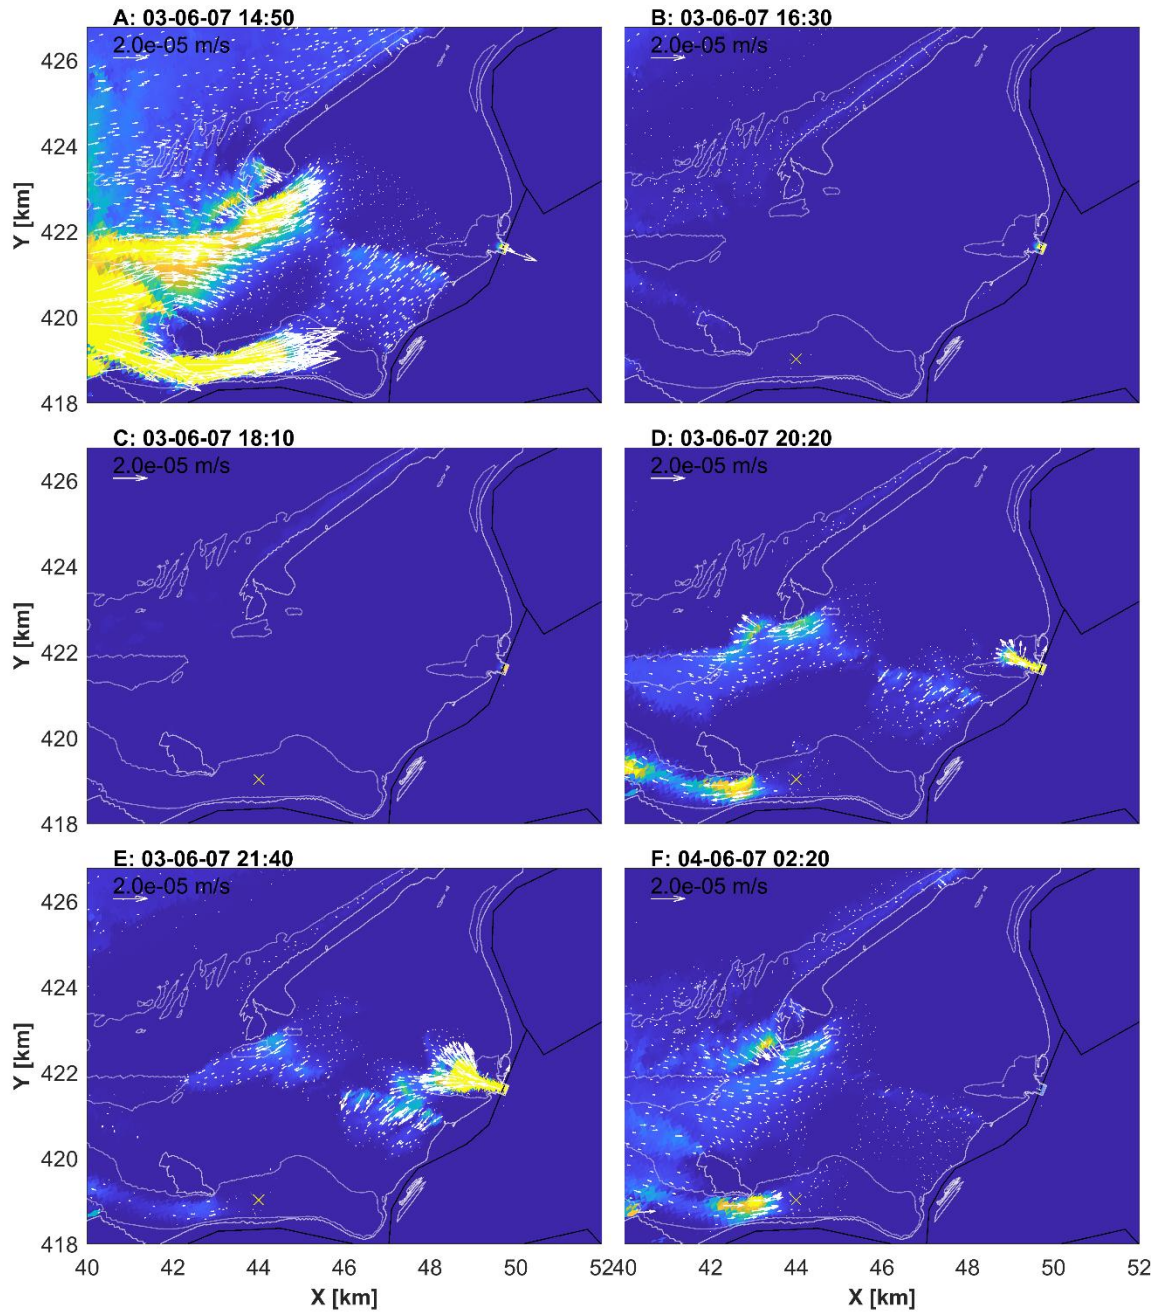 A: 03-06-07 14:50
B: 03-06-07 16:30
2.0e-05 m/s
2.0e-05 m/s
426
424
422
420
418
Y [km]
C: 03-06-07 18:10
D: 03-06-07 20:20
2.0e-05 m/s
2.0e-05 m/s
426
424
422
420
418
Y [km]
E: 03-06-07 21:40
F: 04-06-07 02:20
2.0e-05 m/s
2.0e-05 m/s
426
424
422
420
418
Y [km]
40 42 44 46 48 50 52 40 42 44 46 48 50 52
X [km] X [km]